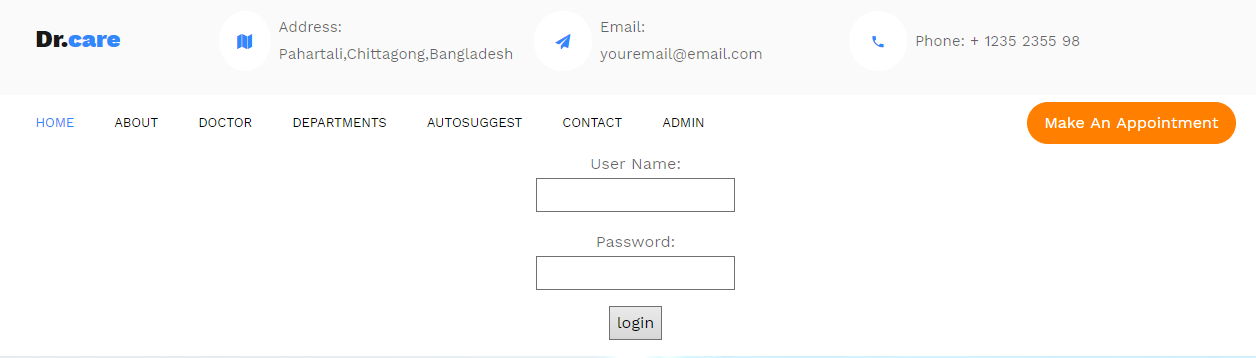 Dr.care
Address:
Pahartali,Chittagong,Bangladesh
Email:
youremail@email.com
Phone: + 1235 2355 98
HOME ABOUT DOCTOR DEPARTMENTS AUTOSUGGEST CONTACT ADMIN Make An Appointment
User Name:
Password:
login